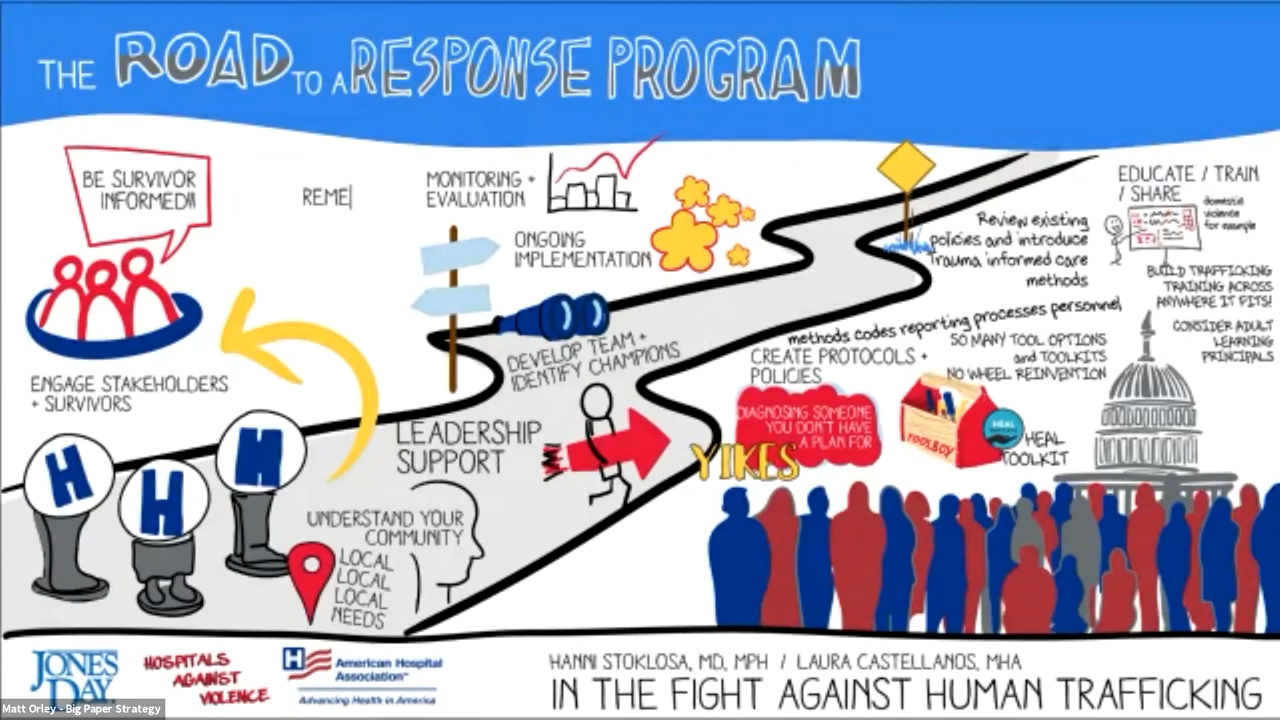 THE ROAD TO A RESPONSE PROGRAM
BE SURVIVOR
INFORMED!!
REME
MONITORING +
EVALUATION
ONGOING
IMPLEMENTATION
ENGAGE STAKEHOLDERS
+ SURVIVORS
H
H
H
DEVELOP TEAM +
IDENTIFY CHAMPIONS
LEADERSHIP
SUPPORT
UNDERSTAND YOUR
COMMUNITY
LOCAL
LOCAL
LOCAL
NEEDS
Review existing
policies and introduce
Trauma informed care
methods
methods codes reporting processes personnel
CREATE PROTOCOLS +
POLICIES
SO MANY TOOL OPTIONS
and TOOLKITS
NO WHEEL REINVENTION
DIAGNOSING SOMEONE
YOU DON'T HAVE
A PLAN FOR
YIKES
TOOLBOX
HEAL
HEAL
TOOLKIT
EDUCATE / TRAIN
/ SHARE
domestic
violence
for example
BUILD TRAFFICKING
TRAINING ACROSS
ANYWHERE IT FITS!
CONSIDER ADULT
LEARNING
PRINCIPALS
JONES
DAY
HOSPITALS
AGAINST
VIOLENCE
H
American Hospital
Association™
Advancing Health in America
HANNI STOKLOSA, MD, MPH / LAURA CASTELLANOS, MHA
IN THE FIGHT AGAINST HUMAN TRAFFICKING
Matt Orley - Big Paper Strategy